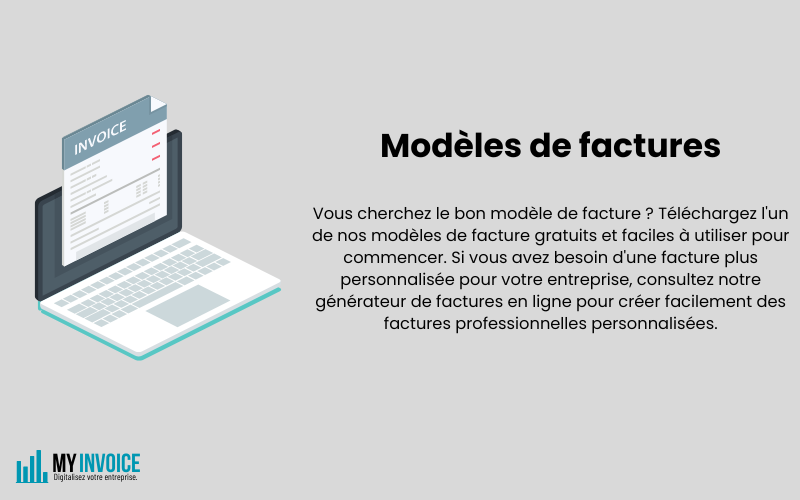 INVOICE
Modèles de factures
Vous cherchez le bon modèle de facture ? Téléchargez l'un
de nos modèles de facture gratuits et faciles à utiliser pour
commencer. Si vous avez besoin d'une facture plus
personnalisée pour votre entreprise, consultez notre
générateur de factures en ligne pour créer facilement des
factures professionnelles personnalisées.
MY INVOICE
Digitalisez votre entreprise.